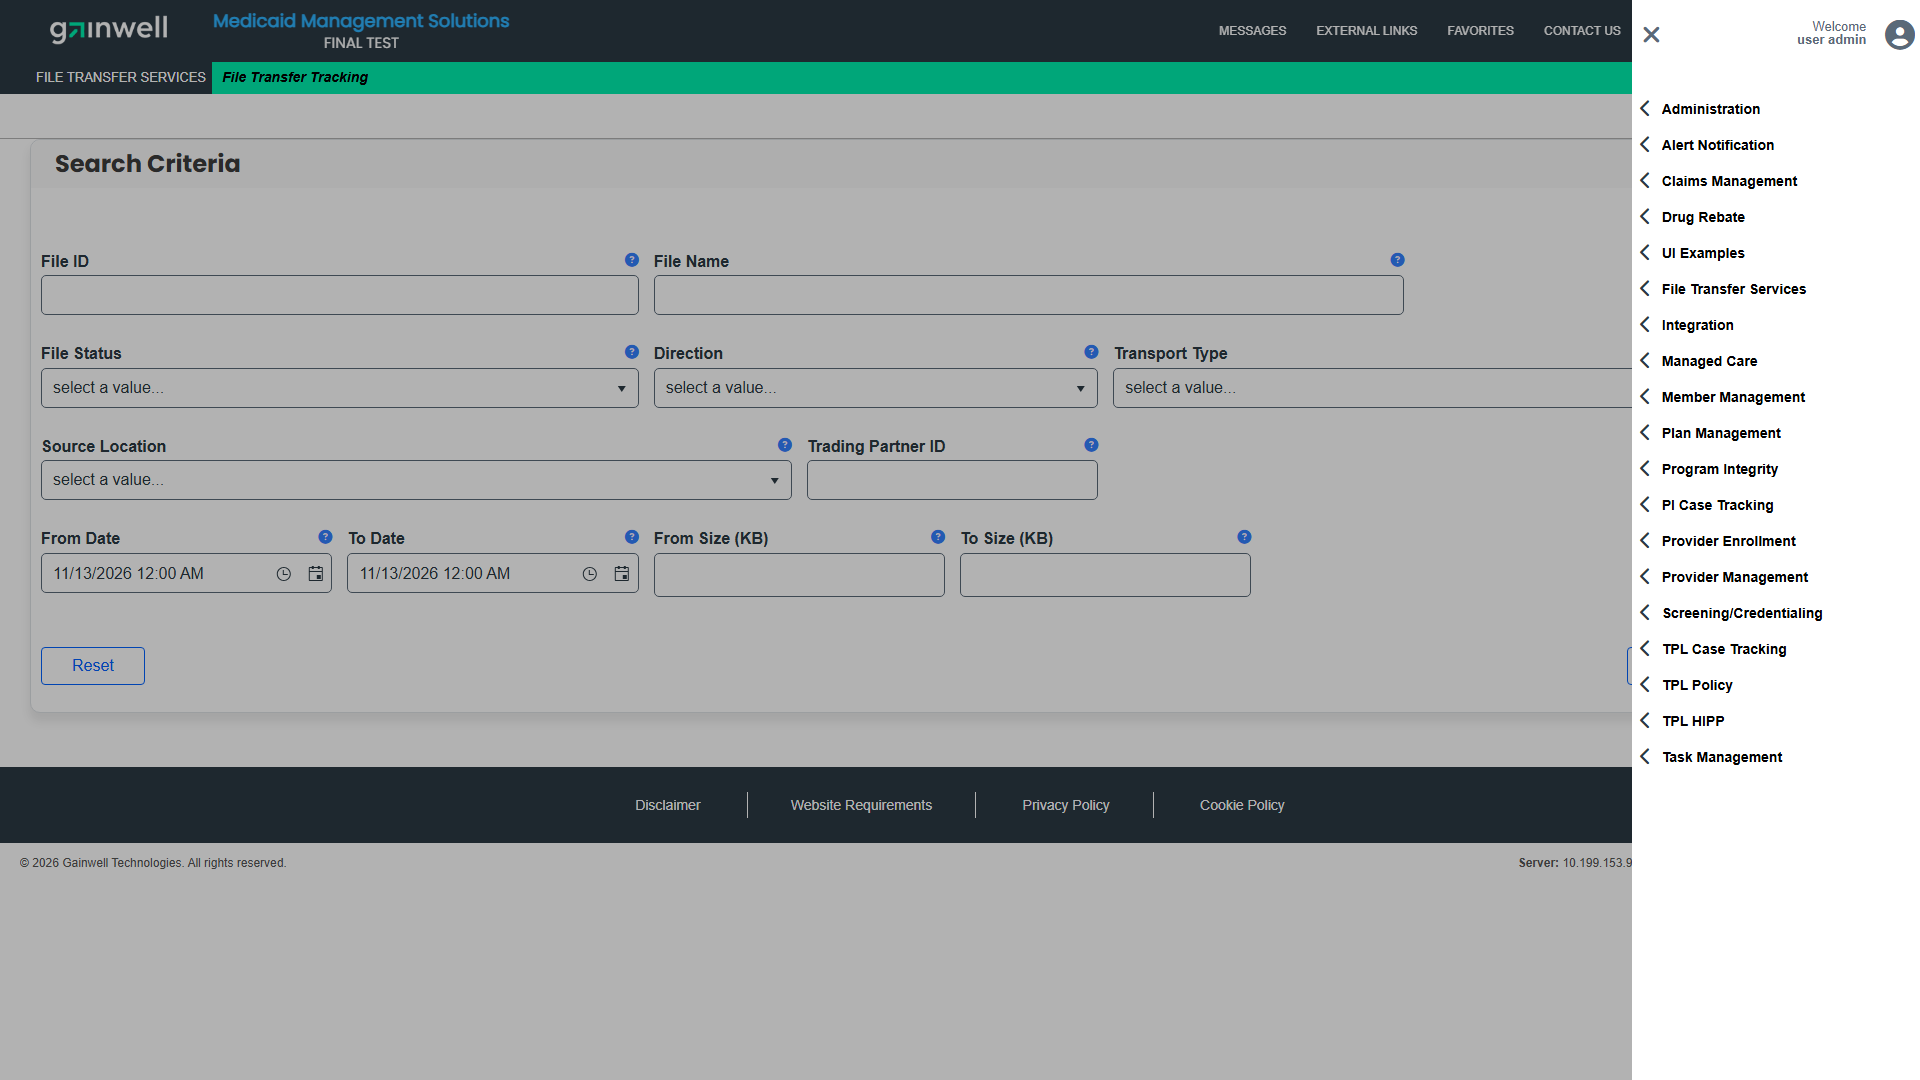 gainwell
Medicaid Management Solutions
FINAL TEST
MESSAGES
EXTERNAL LINKS
FAVORITES
CONTACT US
Welcome
user admin
FILE TRANSFER SERVICES
File Transfer Tracking
Search Criteria
File ID
File Name
File Status
Direction
Transport Type
select a value...
select a value...
select a value...
Source Location
Trading Partner ID
select a value...
From Date
To Date
From Size (KB)
To Size (KB)
11/13/2026 12:00 AM
11/13/2026 12:00 AM
Reset
Administration
Alert Notification
Claims Management
Drug Rebate
UI Examples
File Transfer Services
Integration
Managed Care
Member Management
Plan Management
Program Integrity
PI Case Tracking
Provider Enrollment
Provider Management
Screening/Credentialing
TPL Case Tracking
TPL Policy
TPL HIPP
Task Management
Disclaimer
Website Requirements
Privacy Policy
Cookie Policy
© 2026 Gainwell Technologies. All rights reserved.
Server: 10.199.153.9